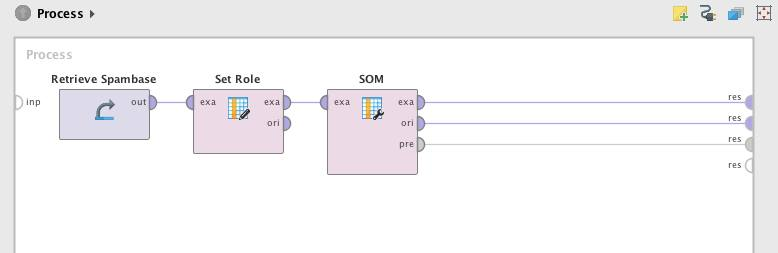 Process
Process
Retrieve Spambase
Set Role
SOM
inp
out
exa
exa
exa
exa
res
ori
ori
res
pre
res
res